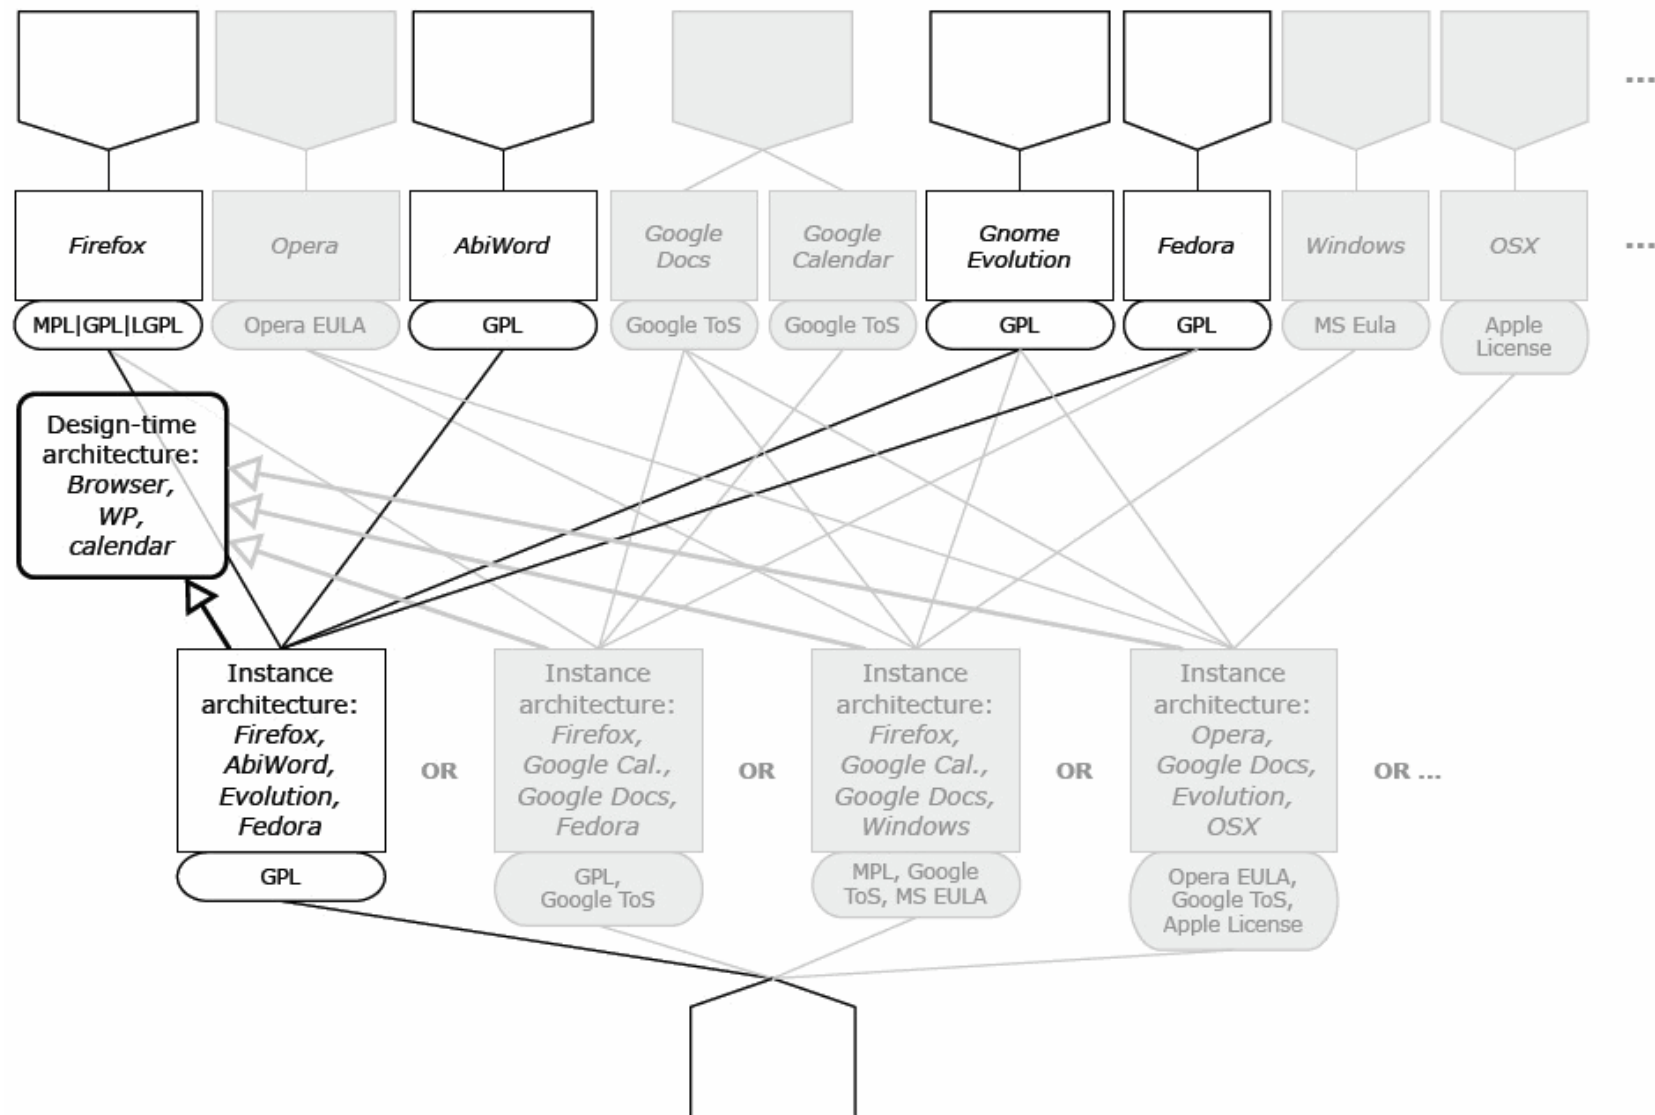 ...
Firefox
Opera
AbiWord
Google
Docs
Google
Calendar
Gnome
Evolution
Fedora
Windows
OSX
...
MPL|GPL|LGPL
Opera EULA
GPL
Google ToS
Google ToS
GPL
GPL
MS Eula
Apple
License
Design-time
architecture:
Browser,
WP,
calendar
Instance
architecture:
Firefox,
AbiWord,
Evolution,
Fedora
OR
Instance
architecture:
Firefox,
Google Cal.,
Google Docs,
Fedora
OR
Instance
architecture:
Firefox,
Google Cal.,
Google Docs,
Windows
OR
Instance
architecture:
Opera,
Google Docs,
Evolution,
OSX
OR ...
GPL
GPL,
Google ToS
MPL, Google
ToS, MS EULA
Opera EULA,
Google ToS,
Apple License